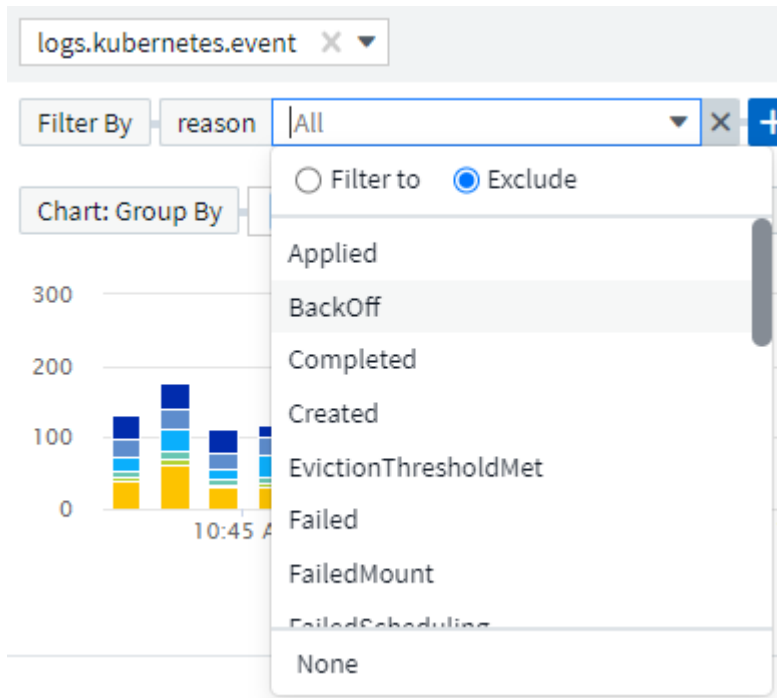 logs.kubernetes.event
Filter By reason All
Filter to Exclude
Chart: Group By
Applied
BackOff
Completed
Created
EvictionThresholdMet
Failed
FailedMount
FailedScheduling
None
300
200
100
0
10:45 A